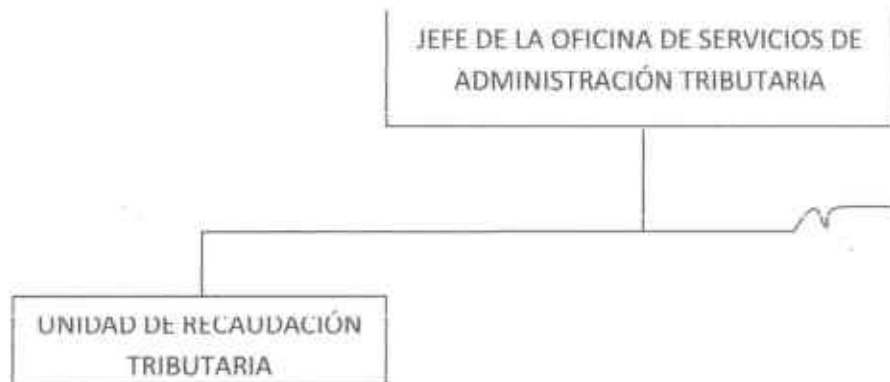 JEFE DE LA OFICINA DE SERVICIOS DE
ADMINISTRACIÓN TRIBUTARIA
UNIDAD DE RECAUDACIÓN
TRIBUTARIA